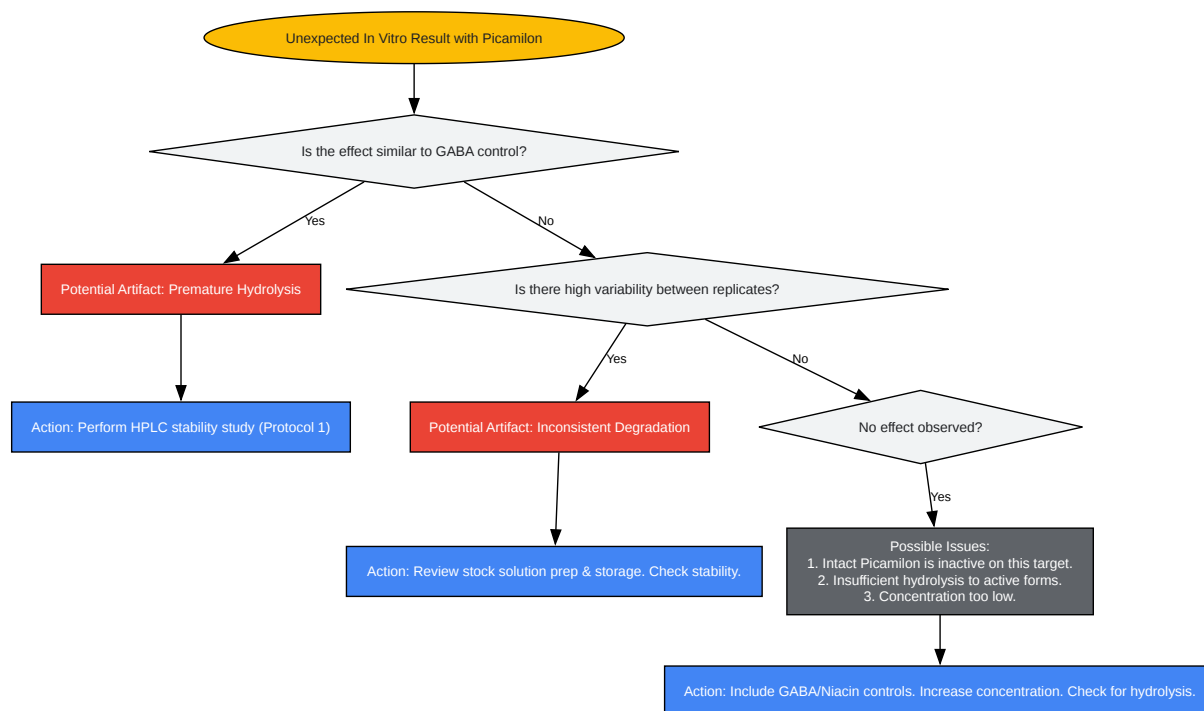 Unexpected In Vitro Result with Picamilon
Is the effect similar to GABA control?
Yes
No
Potential Artifact: Premature Hydrolysis
Is there high variability between replicates?
Yes
No
Action: Perform HPLC stability study (Protocol 1)
Potential Artifact: Inconsistent Degradation
No effect observed?
Yes
Action: Review stock solution prep & storage. Check stability.
Possible Issues:
1. Intact Picamilon is inactive on this target.
2. Insufficient hydrolysis to active forms.
3. Concentration too low.
Action: Include GABA/Niacin controls. Increase concentration. Check for hydrolysis.